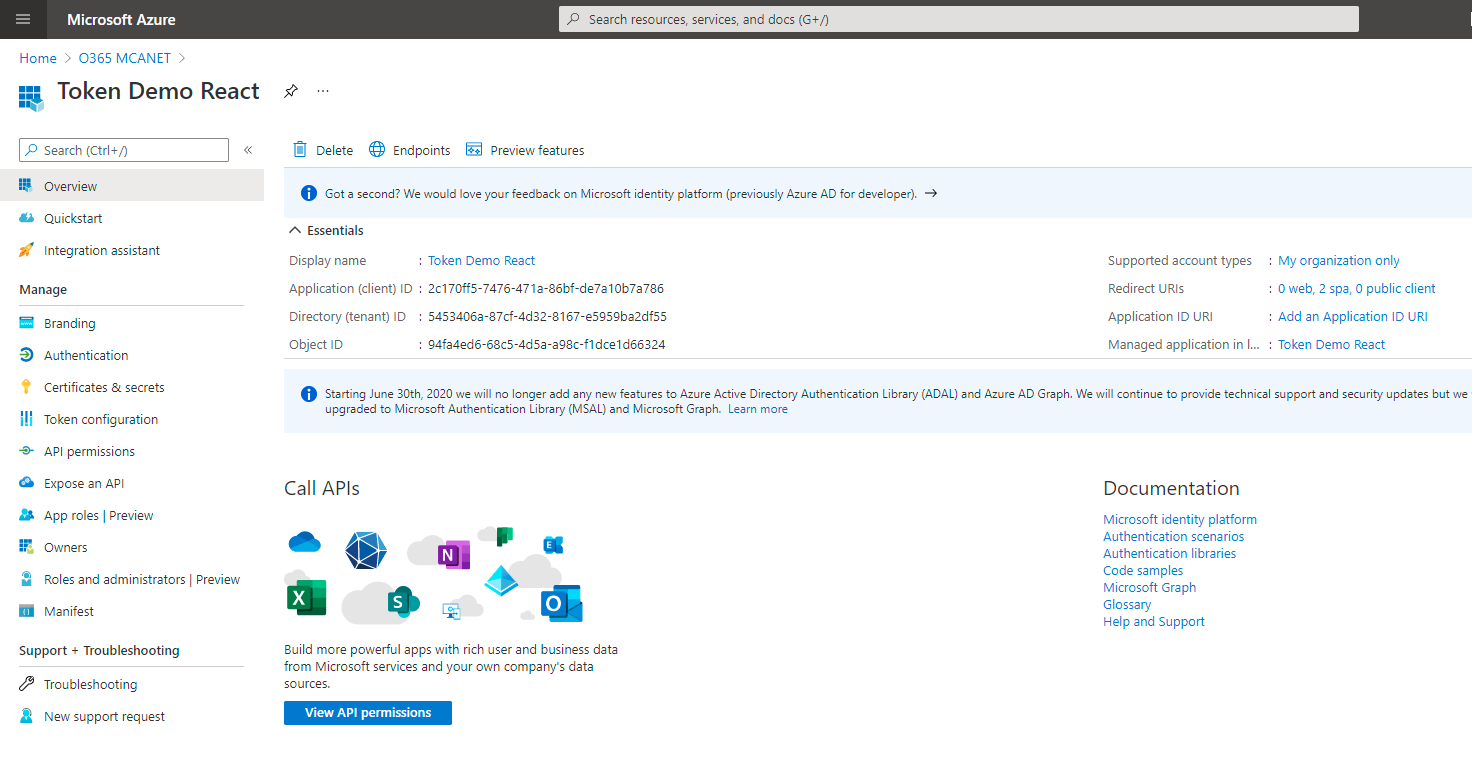 Microsoft Azure
Search resources, services, and docs (G+/)
Home > O365 MCANET >
Token Demo React
...
Search (Ctrl+/)
«
Overview
Quickstart
Integration assistant
Manage
Branding
Authentication
Certificates & secrets
Token configuration
API permissions
Expose an API
App roles | Preview
Owners
Roles and administrators | Preview
Manifest
Support + Troubleshooting
Troubleshooting
New support request
Delete
Endpoints
Preview features
Got a second? We would love your feedback on Microsoft identity platform (previously Azure AD for developer). →
Essentials
Display name : Token Demo React
Application (client) ID : 2c170ff5-7476-471a-86bf-de7a10b7a786
Directory (tenant) ID : 5453406a-87cf-4d32-8167-e5959ba2df55
Object ID : 94fa4ed6-68c5-4d5a-a98c-f1dce1d66324
Supported account types : My organization only
Redirect URIs : 0 web, 2 spa, 0 public client
Application ID URI : Add an Application ID URI
Managed application in l... : Token Demo React
Starting June 30th, 2020 we will no longer add any new features to Azure Active Directory Authentication Library (ADAL) and Azure AD Graph. We will continue to provide technical support and security updates but we
upgraded to Microsoft Authentication Library (MSAL) and Microsoft Graph. Learn more
Call APIs
N
E
X
S
O
Build more powerful apps with rich user and business data
from Microsoft services and your own company's data
sources.
View API permissions
Documentation
Microsoft identity platform
Authentication scenarios
Authentication libraries
Code samples
Microsoft Graph
Glossary
Help and Support